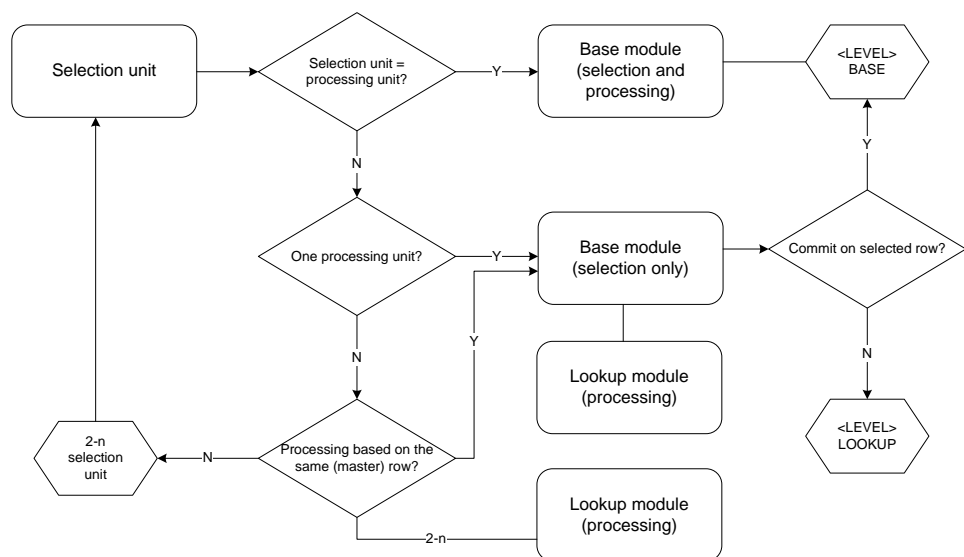 Selection unit
Selection unit =
processing unit?
Y
Base module
(selection and
processing)
<LEVEL>
BASE
N
Y
One processing unit?
Y
Base module
(selection only)
Commit on selected row?
N
Y
N
Lookup module
(processing)
2-n
selection
unit
N
Processing based on the
same (master) row?
<LEVEL>
LOOKUP
2-n
Lookup module
(processing)